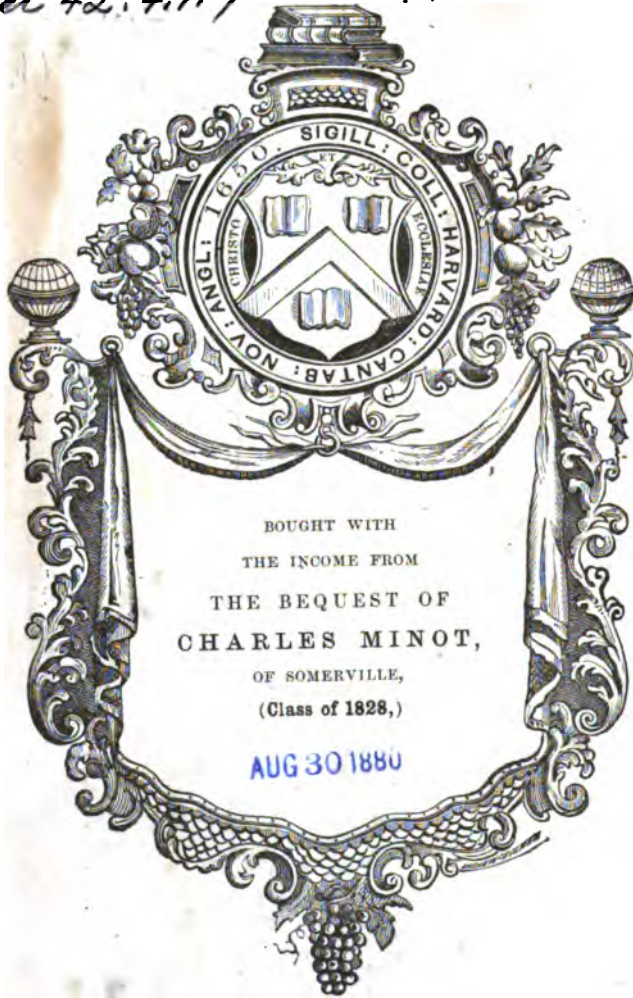 SIGILL: COLL: HARVARD: CANTAB: NOV: ANGL: 1650.
ET
CHRISTO
ECCLESIAE
BOUGHT WITH
THE INCOME FROM
THE BEQUEST OF
CHARLES MINOT,
OF SOMERVILLE,
(Class of 1828,)
AUG 30 1880